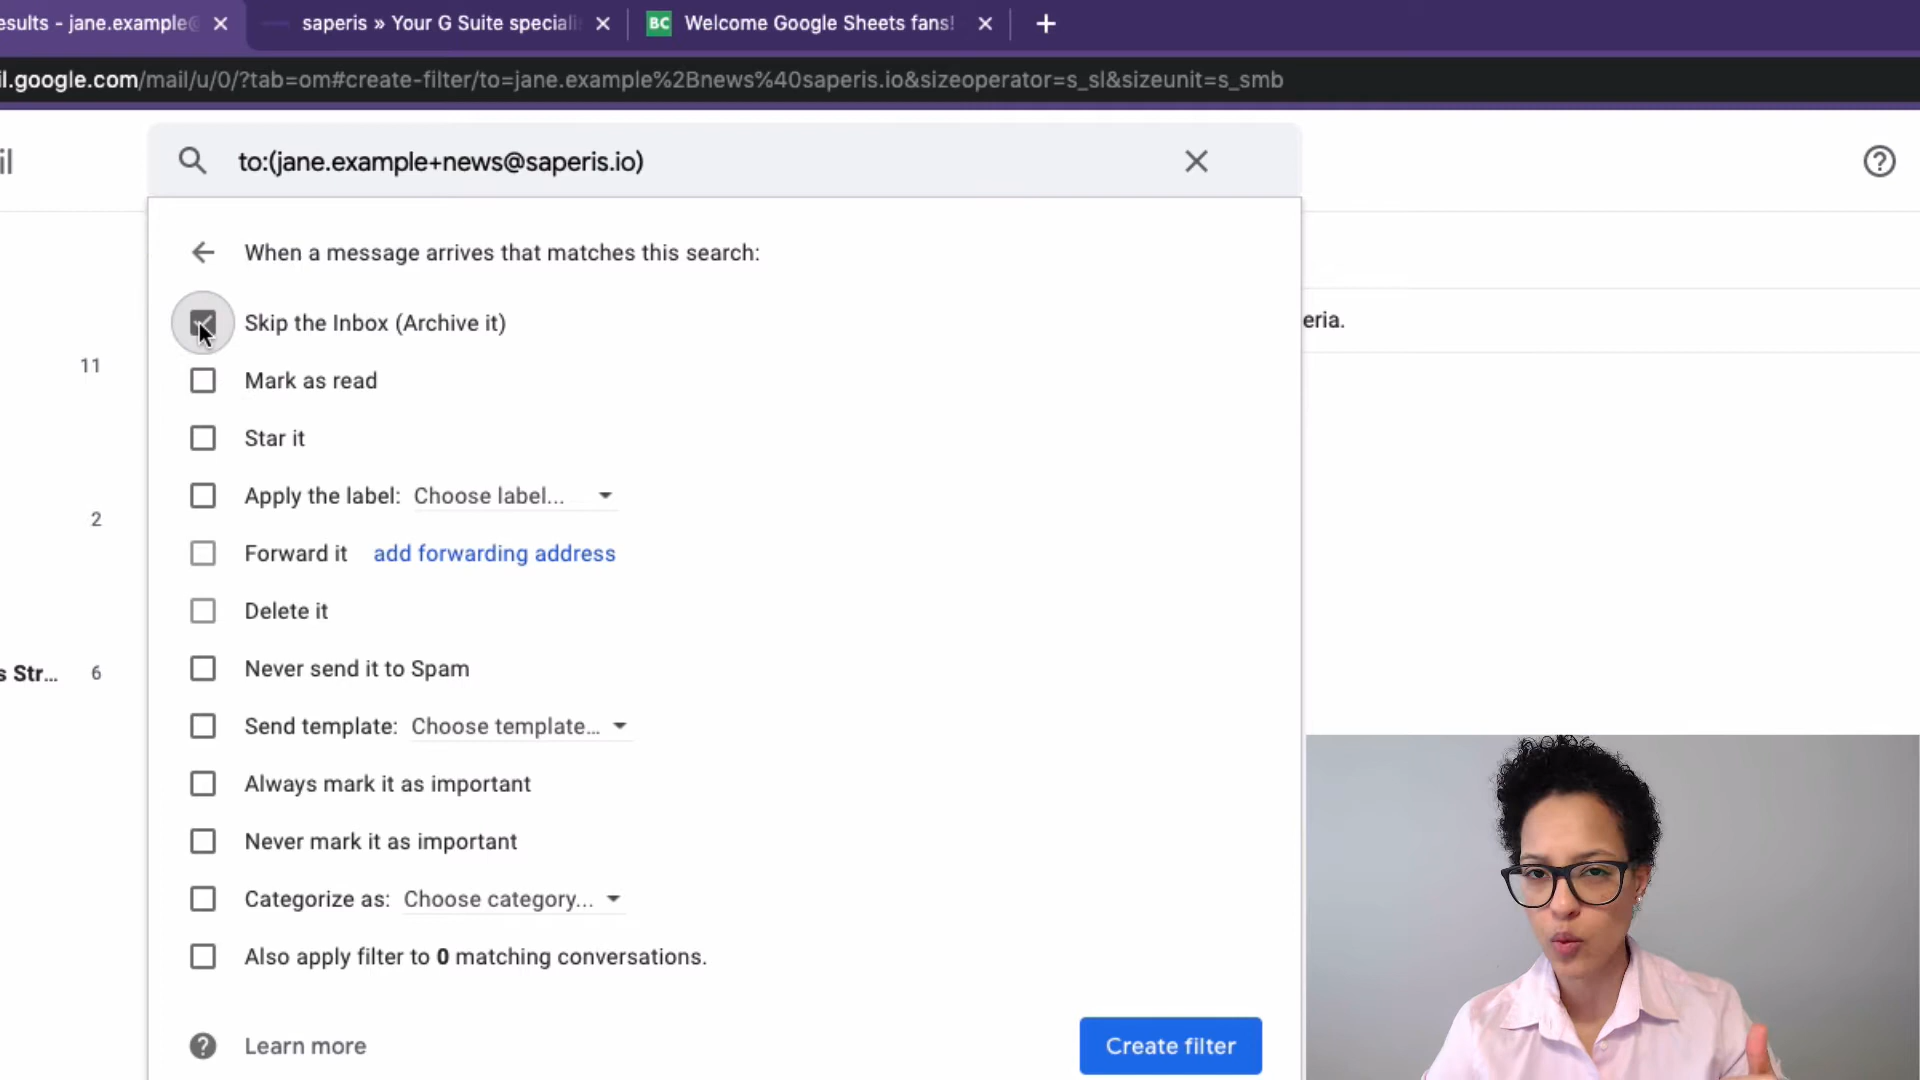 esults - jane.example@
saperis » Your G Suite speciali
BC Welcome Google Sheets fans!
il.google.com/mail/u/0/?tab=om#create-filter/to=jane.example%2Bnews%40saperis.io&sizeoperator=s_sl&sizeunit=s_smb
il
to:(jane.example+news@saperis.io)
When a message arrives that matches this search:
Skip the Inbox (Archive it)
eria.
11
Mark as read
Star it
Apply the label: Choose label...
2
Forward it add forwarding address
Delete it
Never send it to Spam
s Str... 6
Send template: Choose template...
Always mark it as important
Never mark it as important
Categorize as: Choose category...
Also apply filter to 0 matching conversations.
Learn more
Create filter